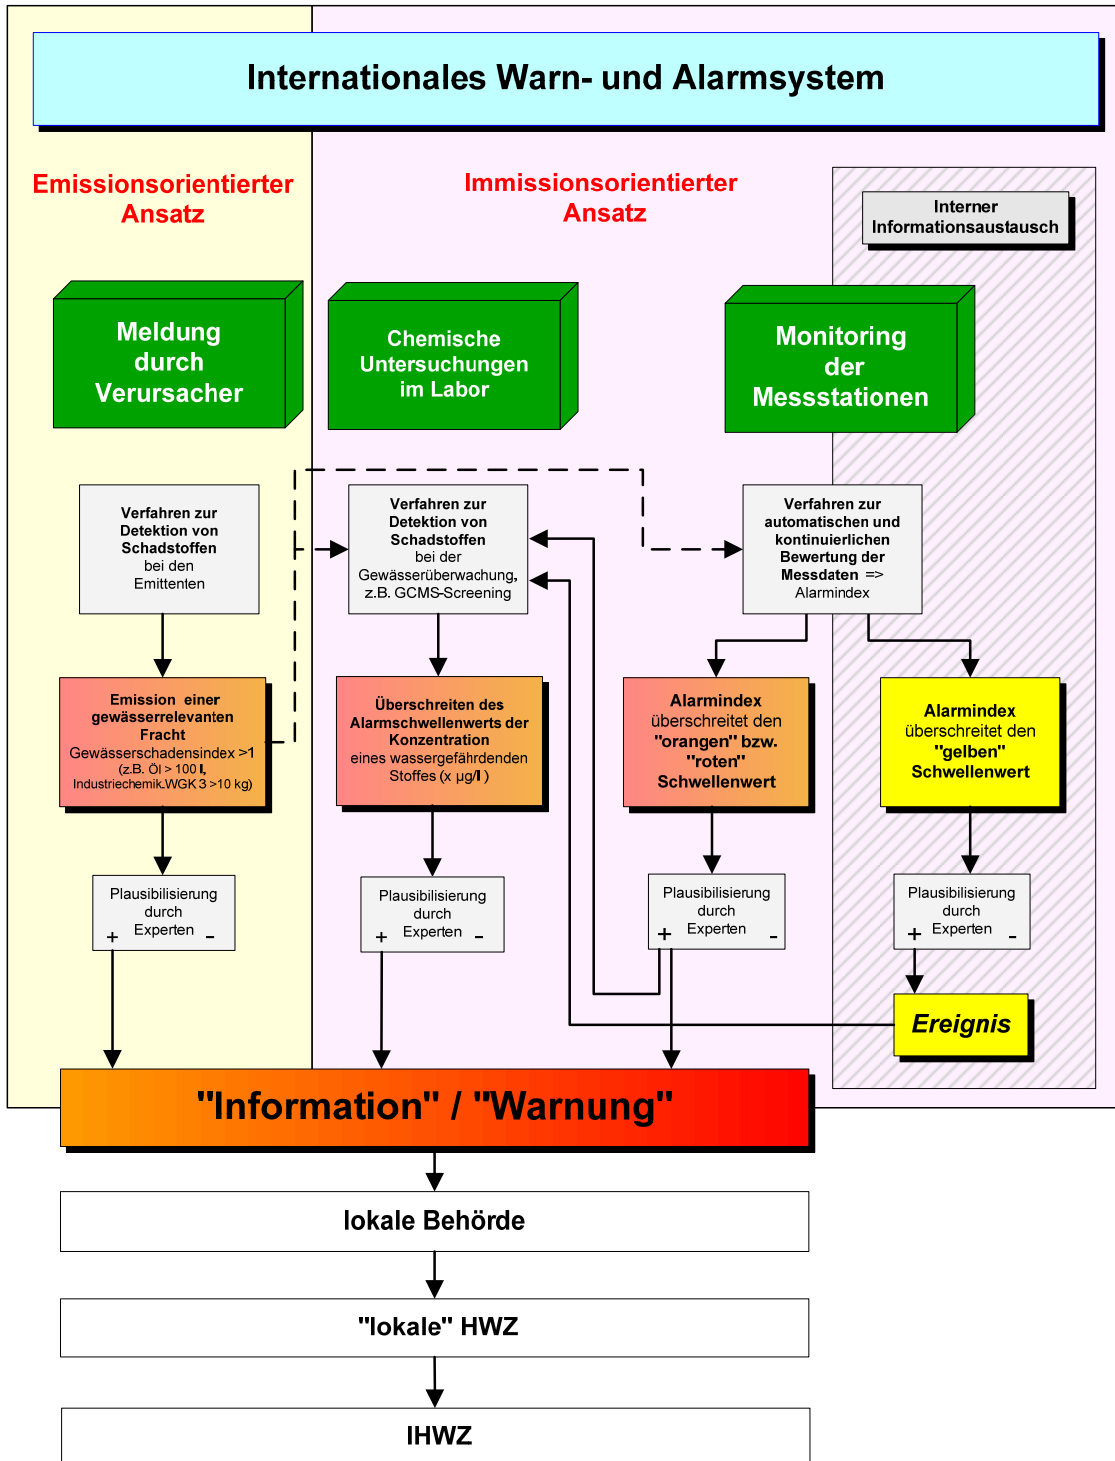 Internationales Warn- und Alarmsystem
Emissionsorientierter
Ansatz
Immissionsorientierter
Ansatz
Interner
Informationsaustausch
Meldung
durch
Verursacher
Chemische
Untersuchungen
im Labor
Monitoring
der
Messstationen
Verfahren zur
Detektion von
Schadstoffen
bei den
Emittenten
Verfahren zur
Detektion von
Schadstoffen
bei der
Gewässerüberwachung,
z.B. GCMS-Screening
Verfahren zur
automatischen und
kontinuierlichen
Bewertung der
Messdaten =>
Alarmindex
Emission einer
gewässerrelevanten
Fracht
Gewässerschadensindex >1
(z.B. Öl > 100 l,
Industriechemik.WGK 3 >10 kg)
Überschreiten des
Alarmschwellenwerts der
Konzentration
eines wassergefährdenden
Stoffes (x µg/l )
Alarmindex
überschreitet den
"orangen" bzw.
"roten"
Schwellenwert
Alarmindex
überschreitet den
"gelben"
Schwellenwert
Plausibilisierung
durch
+ Experten -
Plausibilisierung
durch
+ Experten -
Plausibilisierung
durch
+ Experten -
Plausibilisierung
durch
+ Experten -
Ereignis
"Information" / "Warnung"
lokale Behörde
"lokale" HWZ
IHWZ